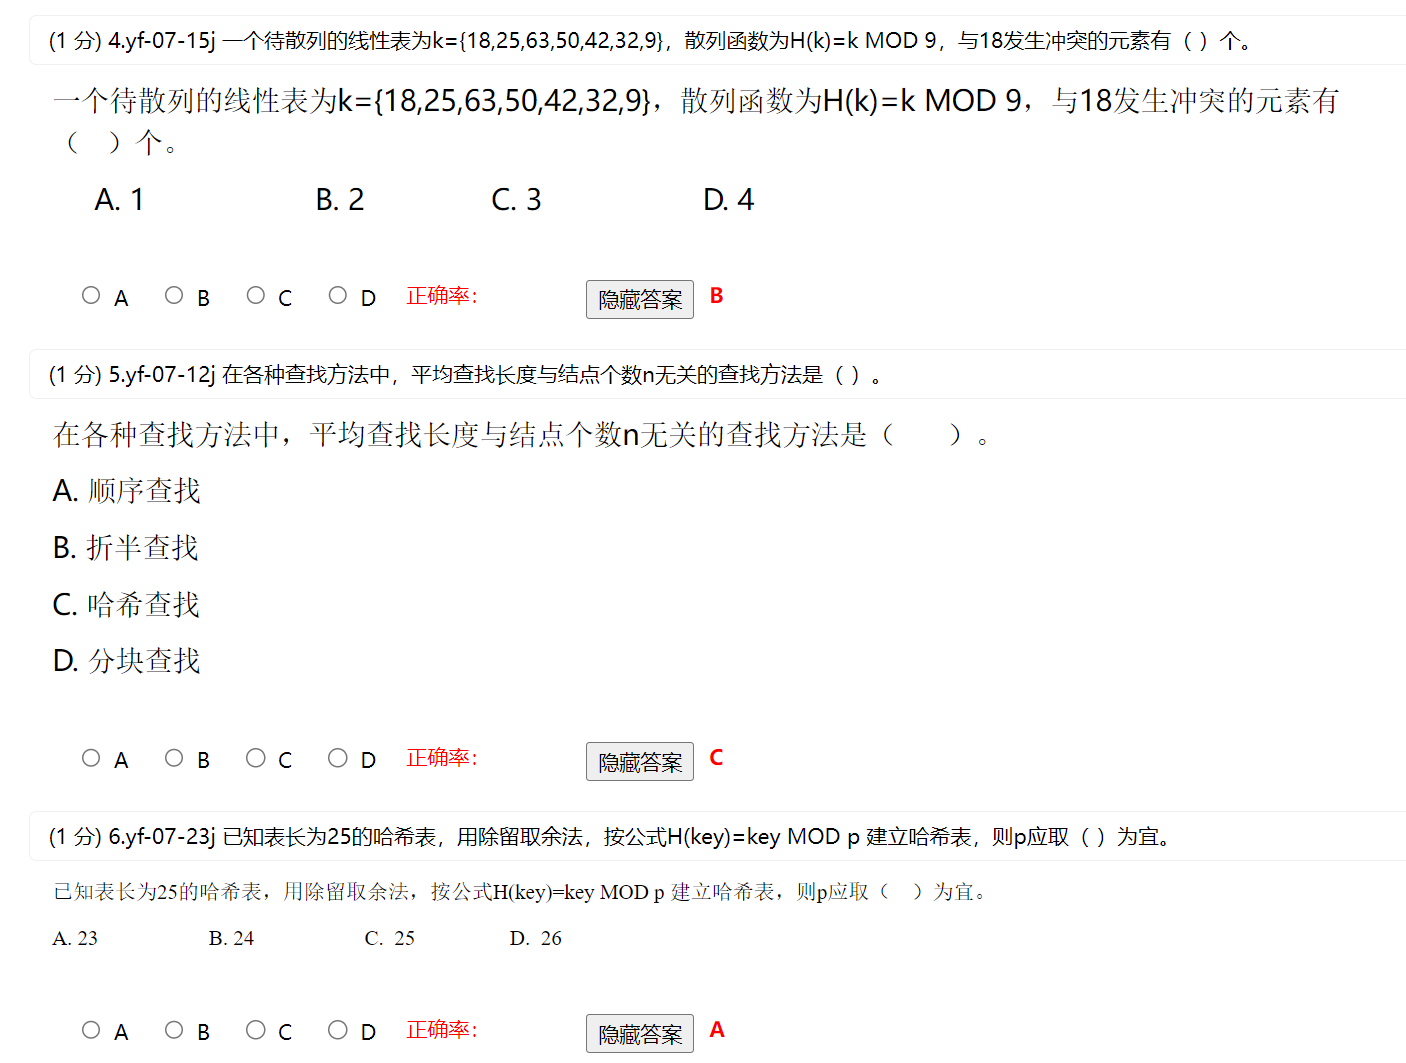 (1 分) 4.yf-07-15j 一个待散列的线性表为k={18,25,63,50,42,32,9}，散列函数为H(k)=k MOD 9，与18发生冲突的元素有（ ）个。
一个待散列的线性表为k={18,25,63,50,42,32,9}，散列函数为H(k)=k MOD 9，与18发生冲突的元素有
（ ）个。
A. 1 B. 2 C. 3 D. 4
A B C D 正确率： 隐藏答案 B
(1 分) 5.yf-07-12j 在各种查找方法中，平均查找长度与结点个数n无关的查找方法是（ ）。
在各种查找方法中，平均查找长度与结点个数n无关的查找方法是（ ）。
A. 顺序查找
B. 折半查找
C. 哈希查找
D. 分块查找
A B C D 正确率： 隐藏答案 C
(1 分) 6.yf-07-23j 已知表长为25的哈希表，用除留取余法，按公式H(key)=key MOD p 建立哈希表，则p应取（ ）为宜。
已知表长为25的哈希表，用除留取余法，按公式H(key)=key MOD p 建立哈希表，则p应取（ ）为宜。
A. 23 B. 24 C. 25 D. 26
A B C D 正确率： 隐藏答案 A